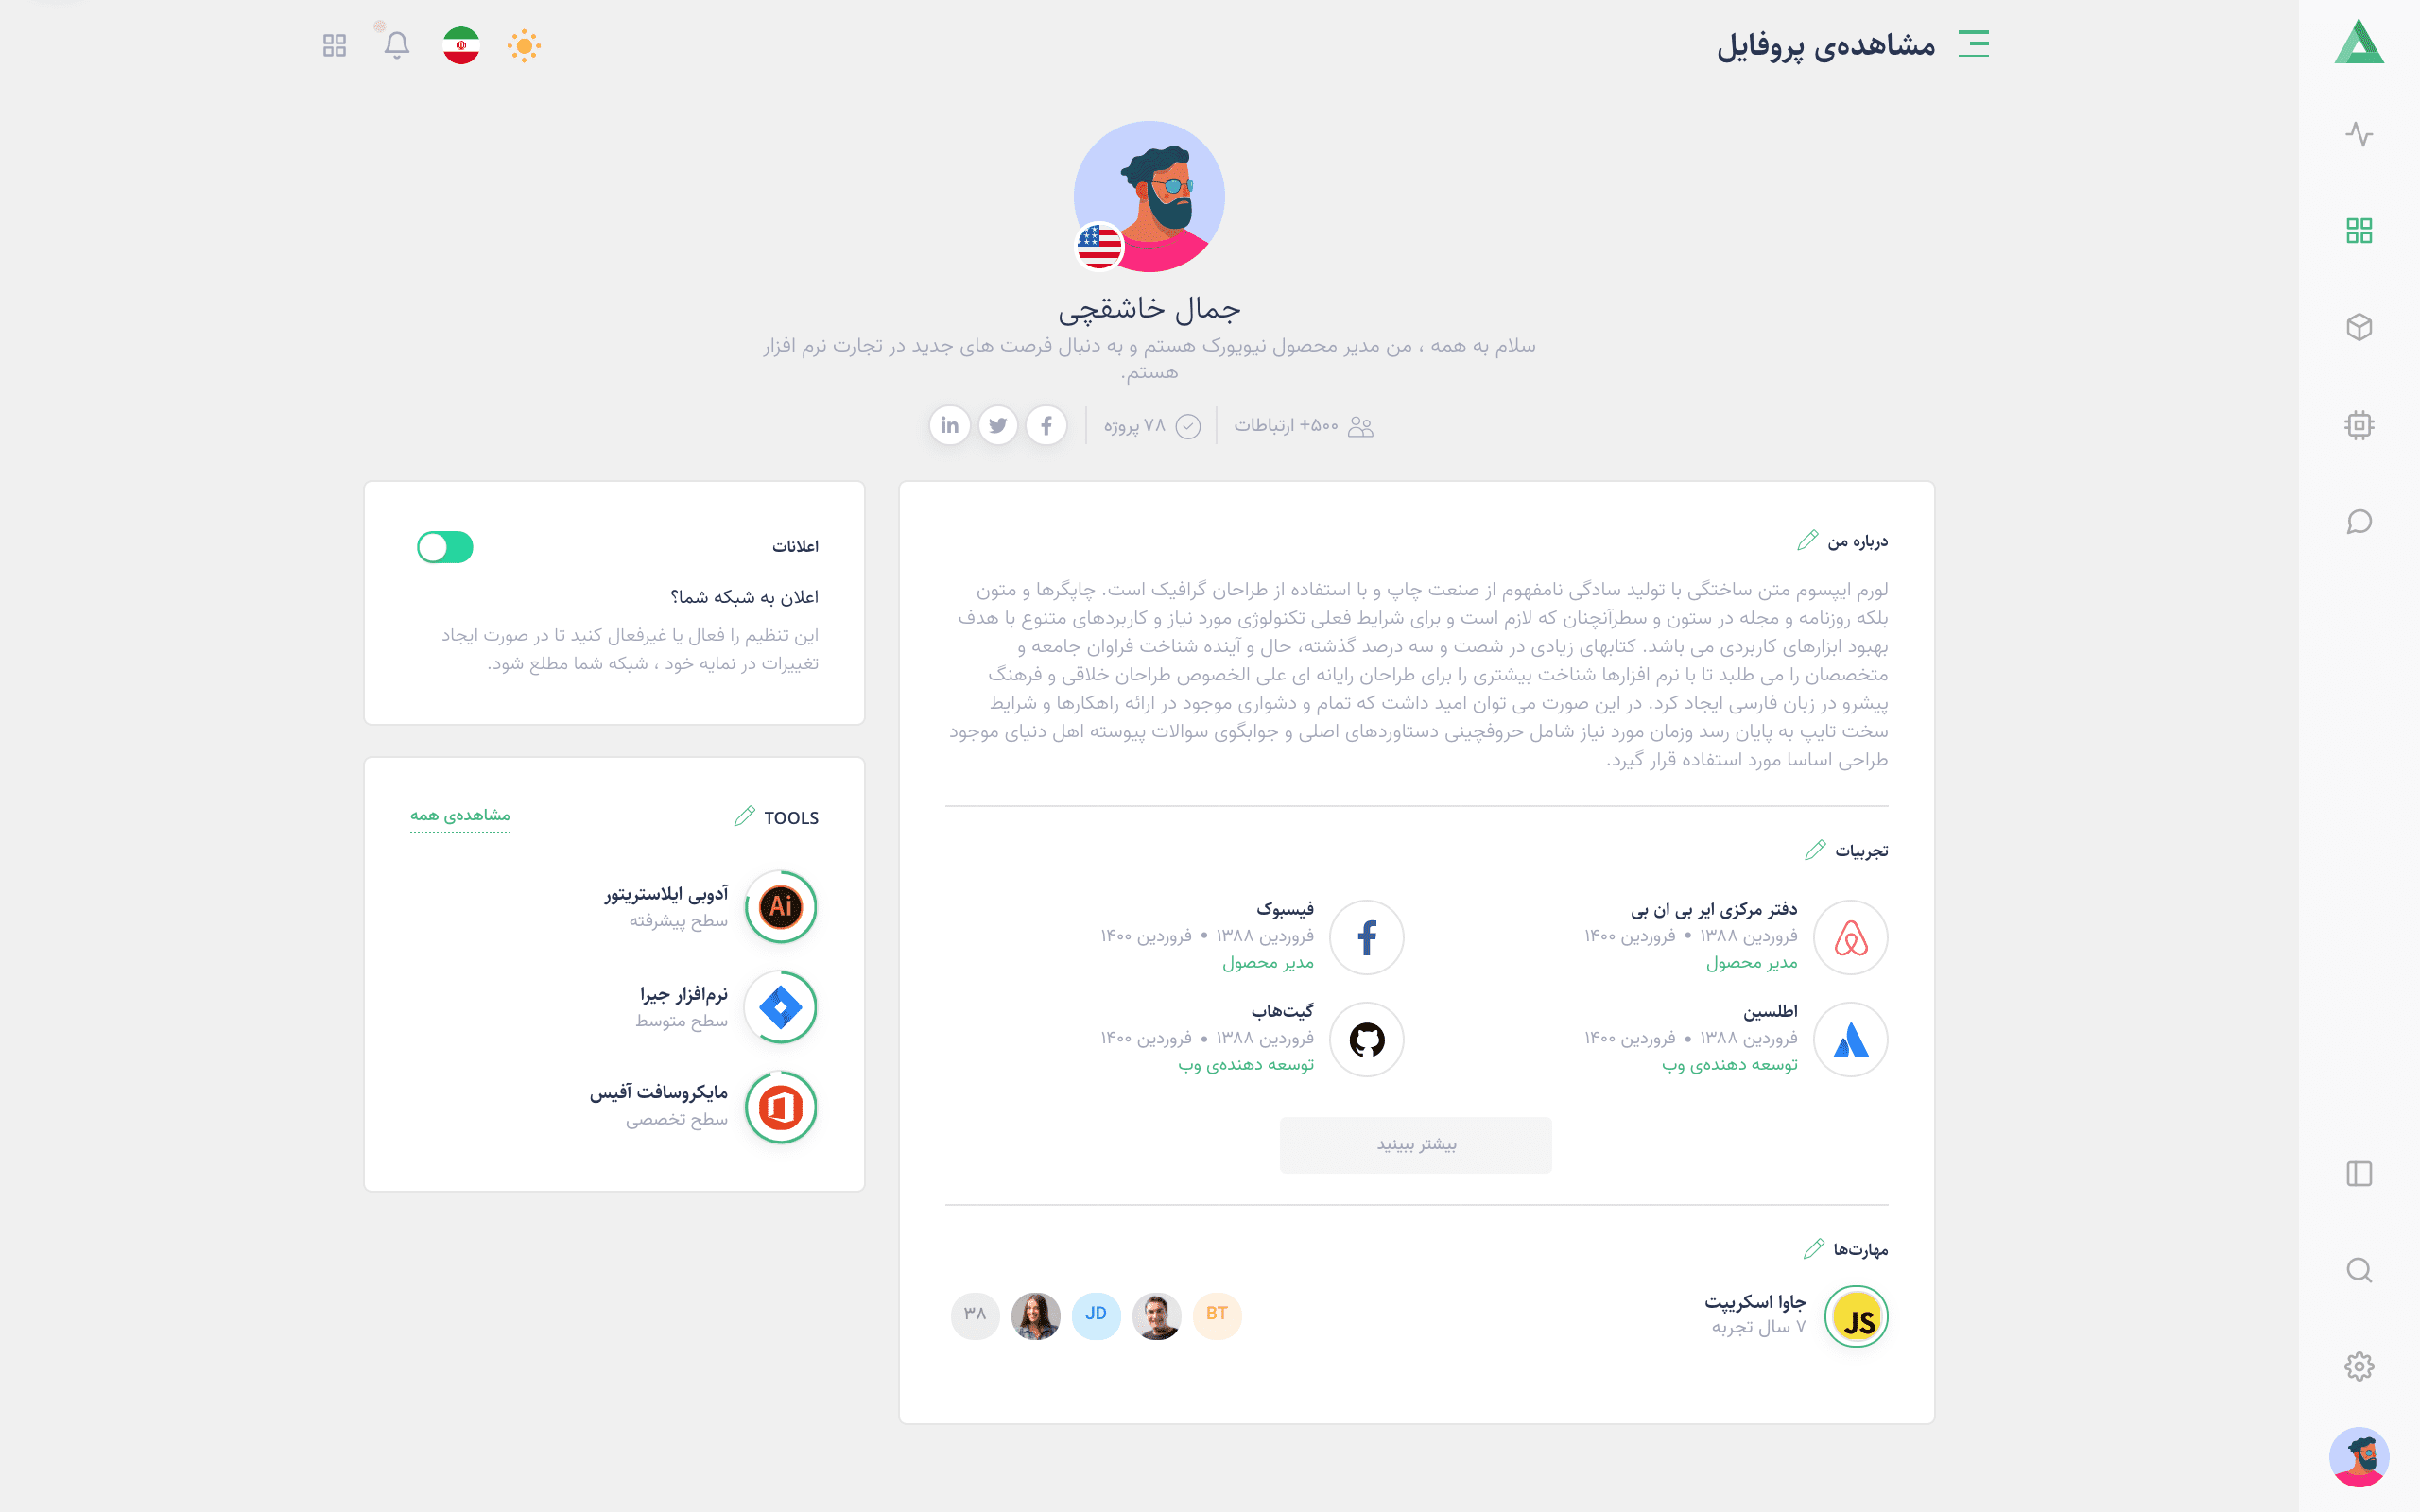 مشاهده‌ی پروفایل
جمال خاشقچی
سلام به همه ، من مدیر محصول نیویورک هستم و به دنبال فرصت های جدید در تجارت نرم افزار
هستم.
۵۰۰+ ارتباطات
۷۸ پروژه
درباره من
لورم ایپسوم متن ساختگی با تولید سادگی نامفهوم از صنعت چاپ و با استفاده از طراحان گرافیک است. چاپگرها و متون
بلکه روزنامه و مجله در ستون و سطرآنچنان که لازم است و برای شرایط فعلی تکنولوژی مورد نیاز و کاربردهای متنوع با هدف
بهبود ابزارهای کاربردی می باشد. کتابهای زیادی در شصت و سه درصد گذشته، حال و آینده شناخت فراوان جامعه و
متخصصان را می طلبد تا با نرم افزارها شناخت بیشتری را برای طراحان رایانه ای علی الخصوص طراحان خلاقی و فرهنگ
پیشرو در زبان فارسی ایجاد کرد. در این صورت می توان امید داشت که تمام و دشواری موجود در ارائه راهکارها و شرایط
سخت تایپ به پایان رسد وزمان مورد نیاز شامل حروفچینی دستاوردهای اصلی و جوابگوی سوالات پیوسته اهل دنیای موجود
طراحی اساسا مورد استفاده قرار گیرد.
تجربیات
دفتر مرکزی ایر بی ان بی
فروردین ۱۳۸۸ • فروردین ۱۴۰۰
مدیر محصول
فیسبوک
فروردین ۱۳۸۸ • فروردین ۱۴۰۰
مدیر محصول
اطلسین
فروردین ۱۳۸۸ • فروردین ۱۴۰۰
توسعه دهنده‌ی وب
گیت‌هاب
فروردین ۱۳۸۸ • فروردین ۱۴۰۰
توسعه دهنده‌ی وب
بیشتر ببینید
مهارت‌ها
JS
جاوا اسکریپت
۷ سال تجربه
BT
JD
۳۸
اعلانات
اعلان به شبکه شما؟
این تنظیم را فعال یا غیرفعال کنید تا در صورت ایجاد
تغییرات در نمایه خود ، شبکه شما مطلع شود.
TOOLS
مشاهده‌ی همه
Ai
آدوبی ایلاستریتور
سطح پیشرفته
نرم‌افزار جیرا
سطح متوسط
مایکروسافت آفیس
سطح تخصصی